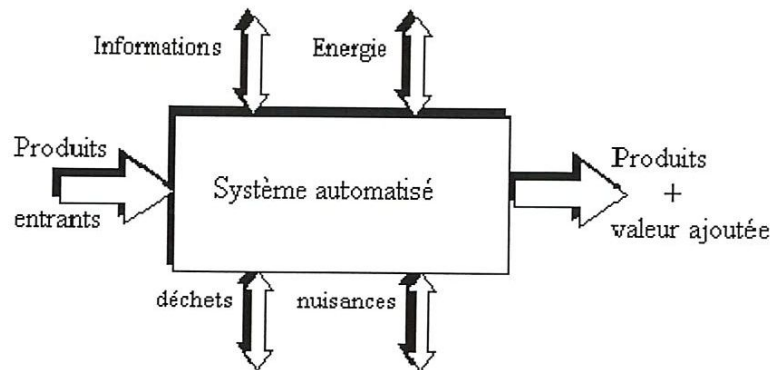 Informations
Energie
Produits
entrants
Système automatisé
Produits
+
valeur ajoutée
déchets
nuisances